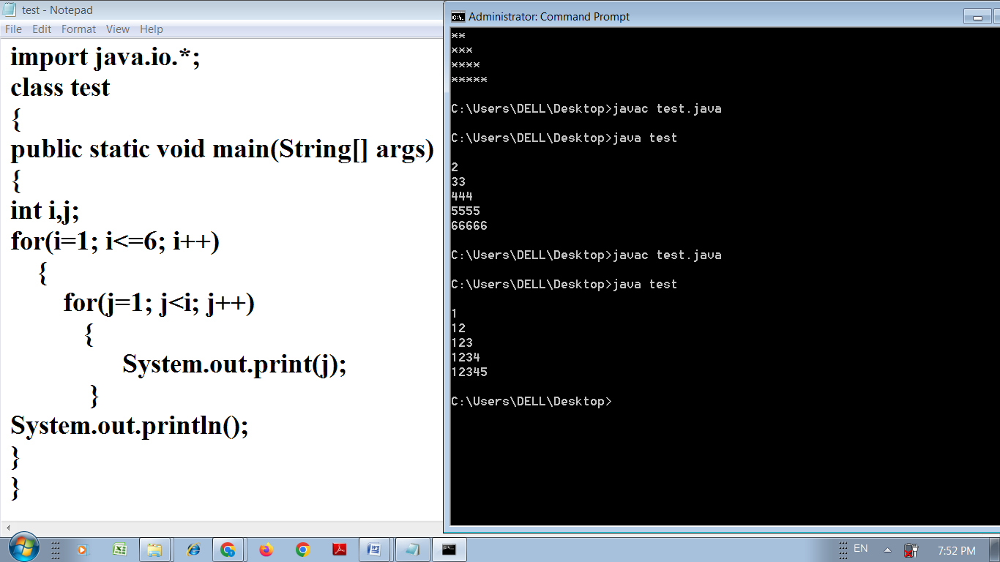 test - Notepad
File Edit Format View Help
import java.io.*;
class test
{
public static void main(String[] args)
{
int i,j;
for(i=1; i<=6; i++)
{
for(j=1; j<i; j++)
{
System.out.print(j);
}
System.out.println();
}
}
Administrator: Command Prompt
**
***
****
*****
C:\Users\DELL\Desktop>javac test.java
C:\Users\DELL\Desktop>java test
2
33
444
5555
66666
C:\Users\DELL\Desktop>javac test.java
C:\Users\DELL\Desktop>java test
1
12
123
1234
12345
C:\Users\DELL\Desktop>
EN
7:52 PM